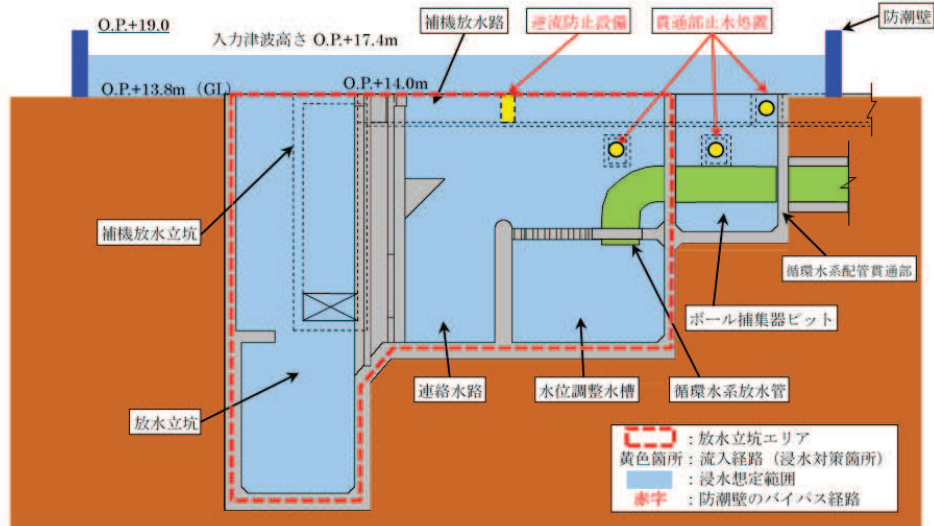 O.P.+19.0
入力津波高さ O.P.+17.4m
補機放水路
逆流防止設備
貫通部止水処置
防潮壁
O.P.+13.8m（GL）
O.P.+14.0m
補機放水立坑
循環水系配管貫通部
ボール捕集器ピット
放水立坑
連絡水路
水位調整水槽
循環水系放水管
：放水立坑エリア
黄色箇所：流入経路（浸水対策箇所）
：浸水想定範囲
赤字：防潮壁のバイパス経路